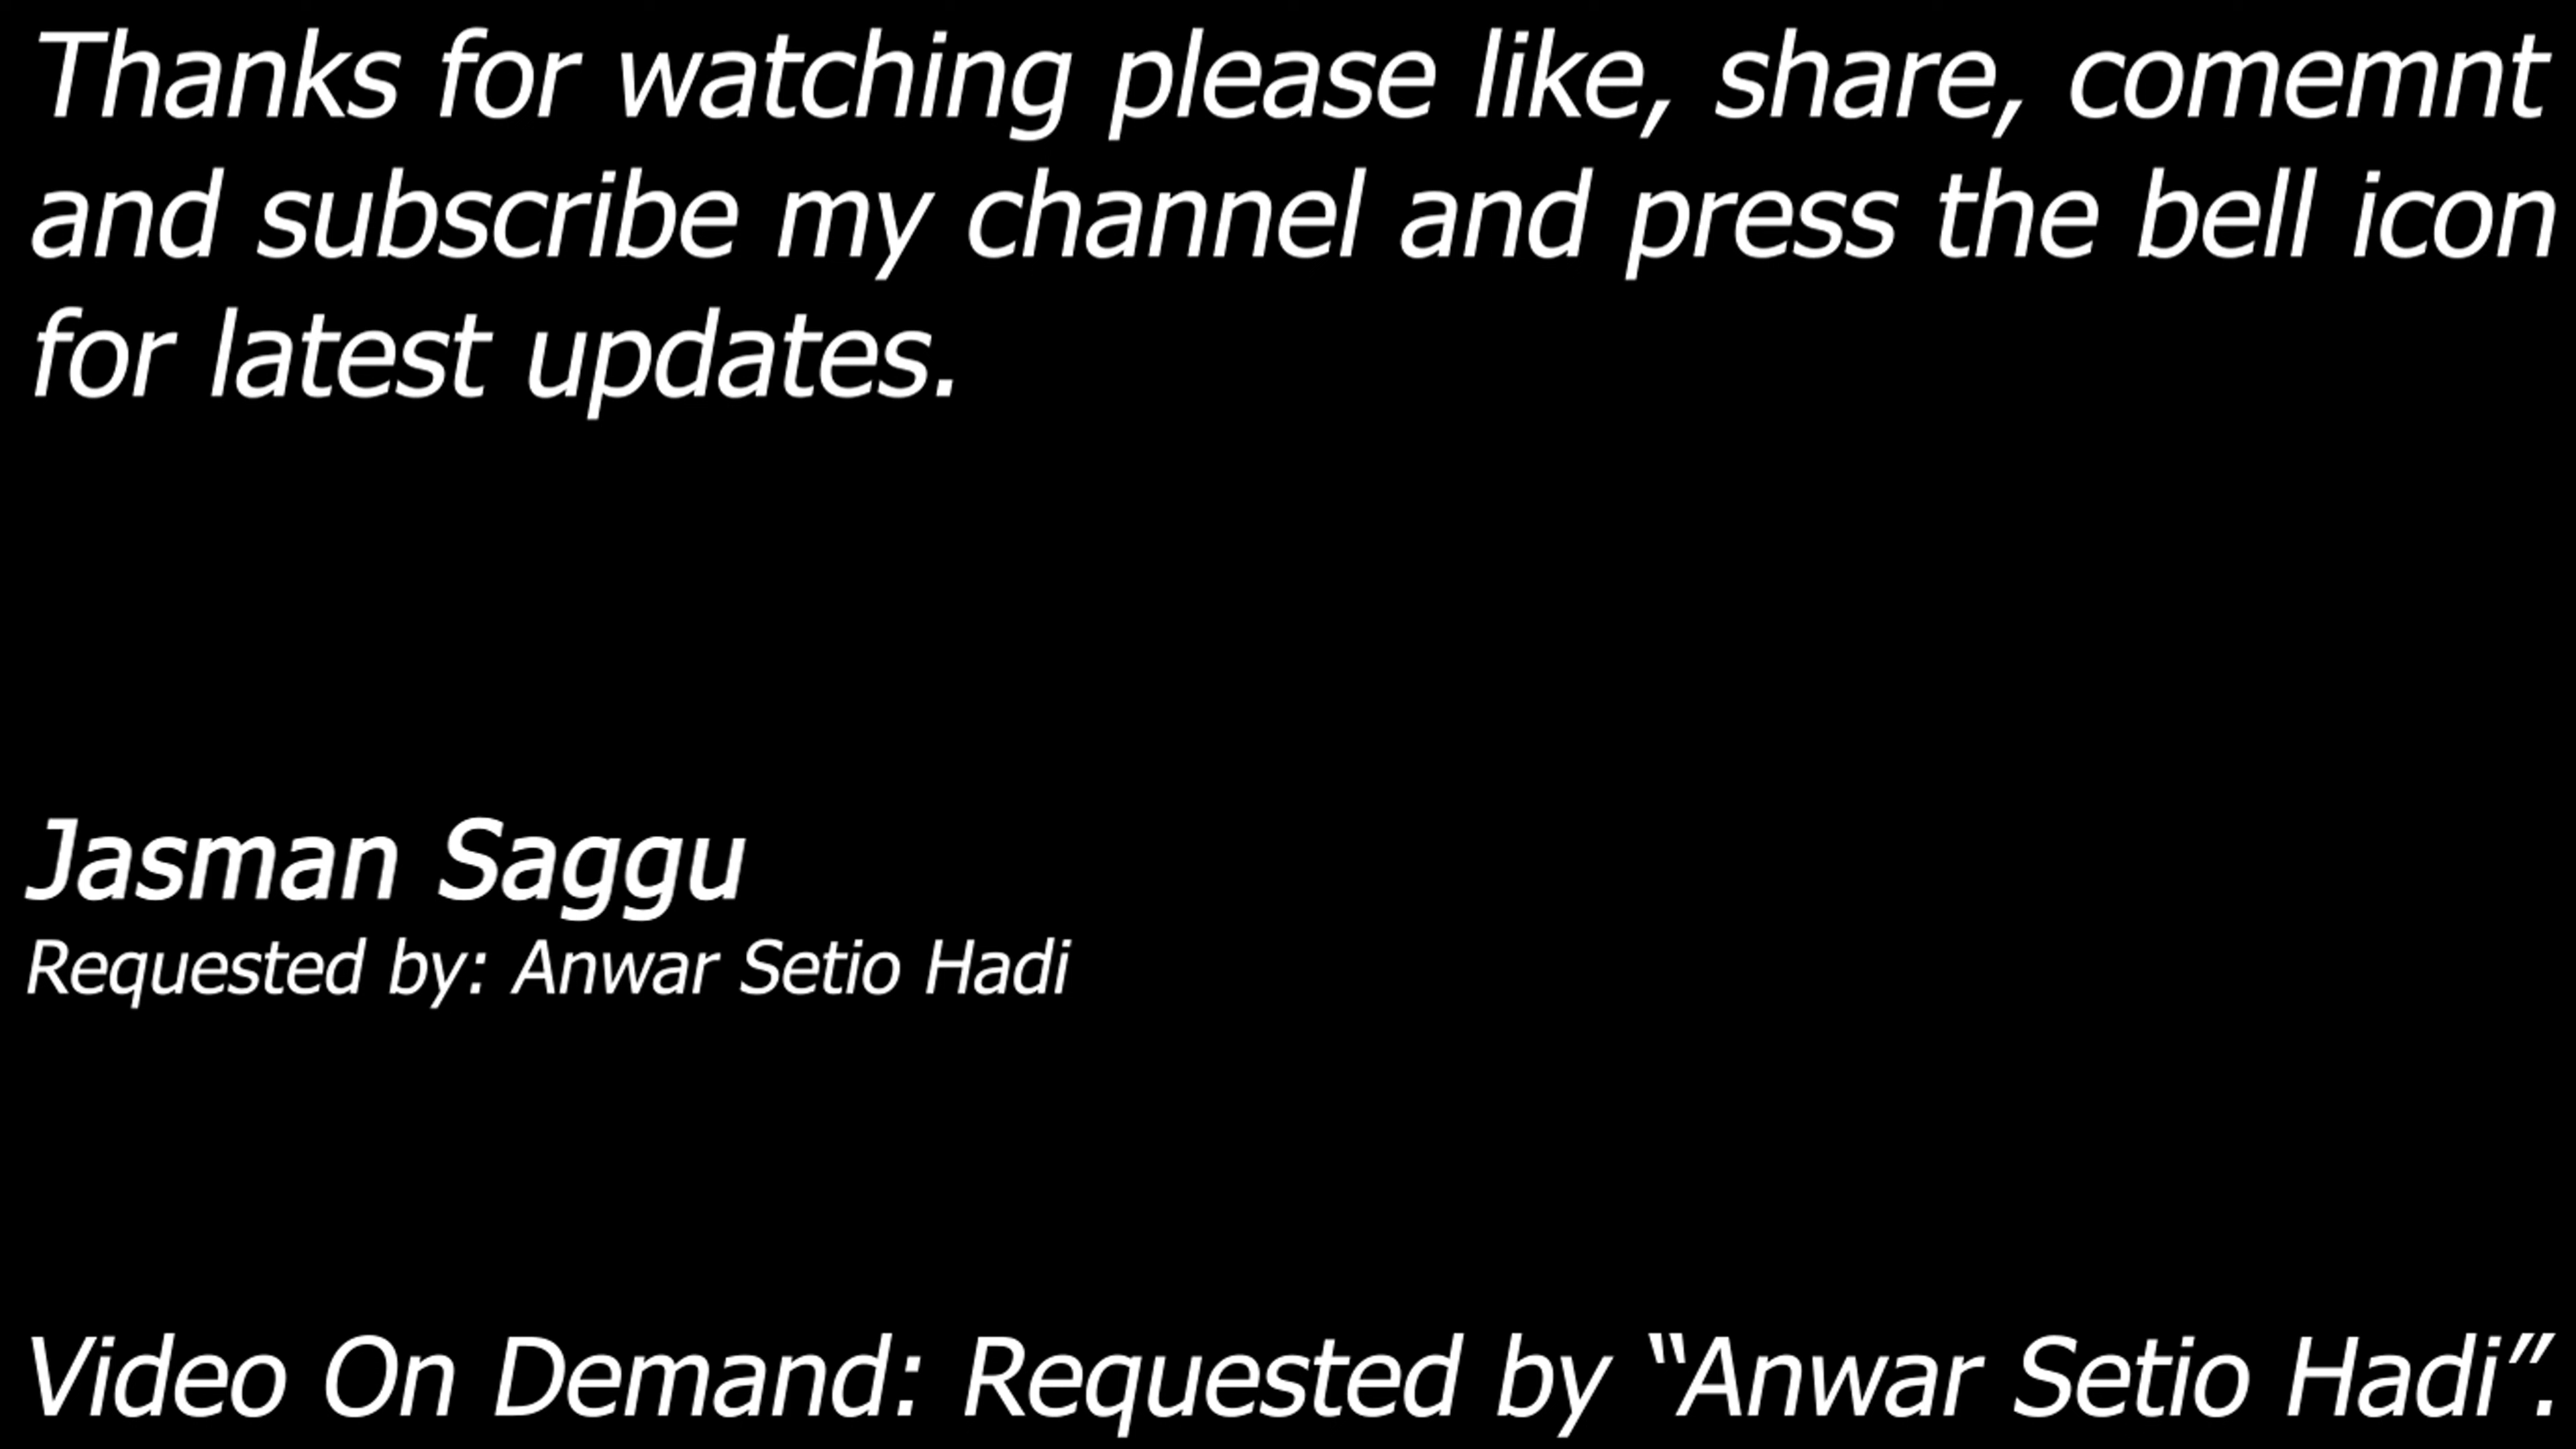 Thanks for watching please like, share, comemnt
and subscribe my channel and press the bell icon
for latest updates.
Jasman Saggu
Requested by: Anwar Setio Hadi
Video On Demand: Requested by “Anwar Setio Hadi”.